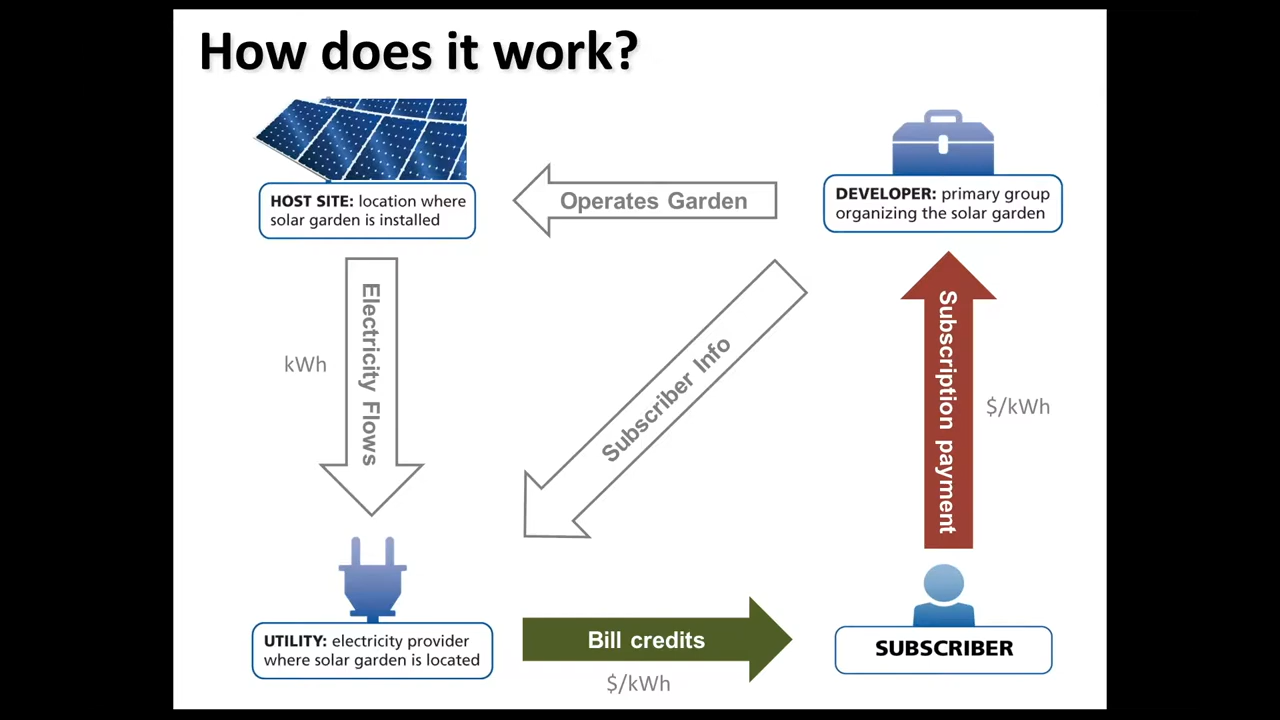 How does it work?
HOST SITE: location where
solar garden is installed
Operates Garden
DEVELOPER: primary group
organizing the solar garden
Electricity Flows
kWh
Subscriber Info
Subscription payment
$/kWh
UTILITY: electricity provider
where solar garden is located
Bill credits
$/kWh
SUBSCRIBER